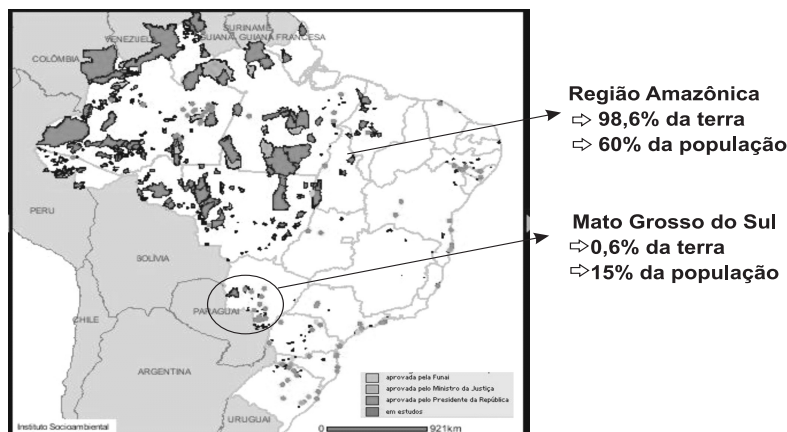 SURINAME
VENEZUELA
GUIANA
GUIANA FRANCESA
COLÔMBIA
Região Amazônica
⇨ 98,6% da terra
⇨ 60% da população
PERU
Mato Grosso do Sul
⇨0,6% da terra
⇨15% da população
BOLÍVIA
PARAGUAI
CHILE
ARGENTINA
aprovada pela Funai
aprovada pelo Ministro da Justiça
aprovada pelo Presidente da República
em estudos
URUGUAI
Instituto Socioambiental
0 921km